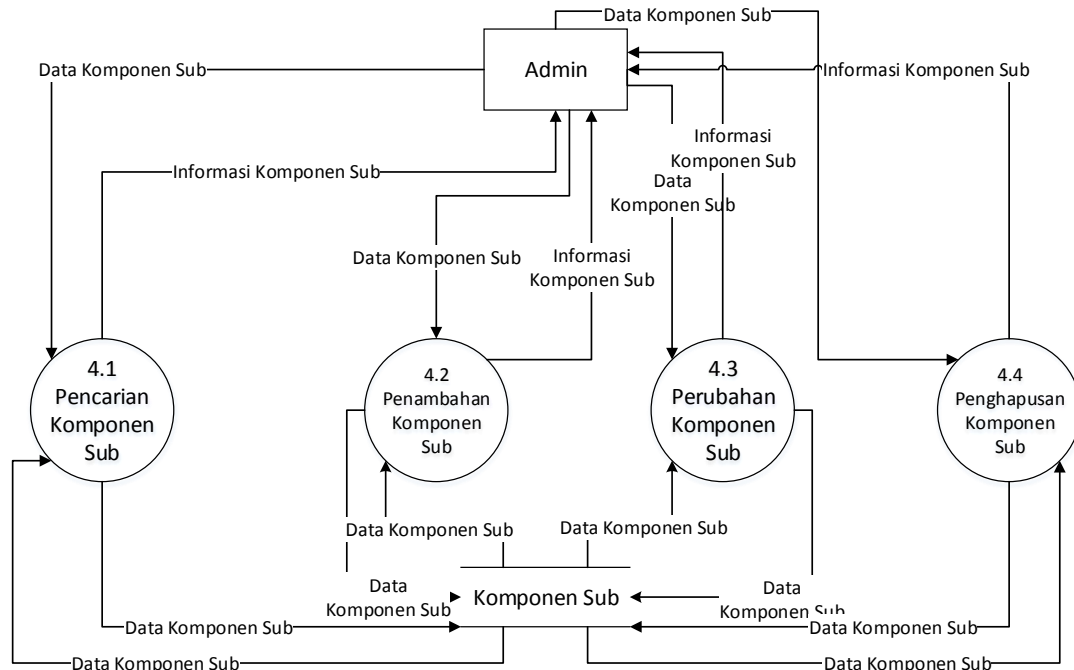 Data Komponen Sub
Admin
Data Komponen Sub
Informasi Komponen Sub
Informasi
Komponen Sub
Informasi Komponen Sub
Data
Komponen Sub
Data Komponen Sub
Informasi
Komponen Sub
4.1
Pencarian
Komponen
Sub
4.2
Penambahan
Komponen
Sub
4.3
Perubahan
Komponen
Sub
4.4
Penghapusan
Komponen
Sub
Data Komponen Sub
Data Komponen Sub
Data
Komponen Sub
Komponen Sub
Data
Komponen Sub
Data Komponen Sub
Data Komponen Sub
Data Komponen Sub
Data Komponen Sub